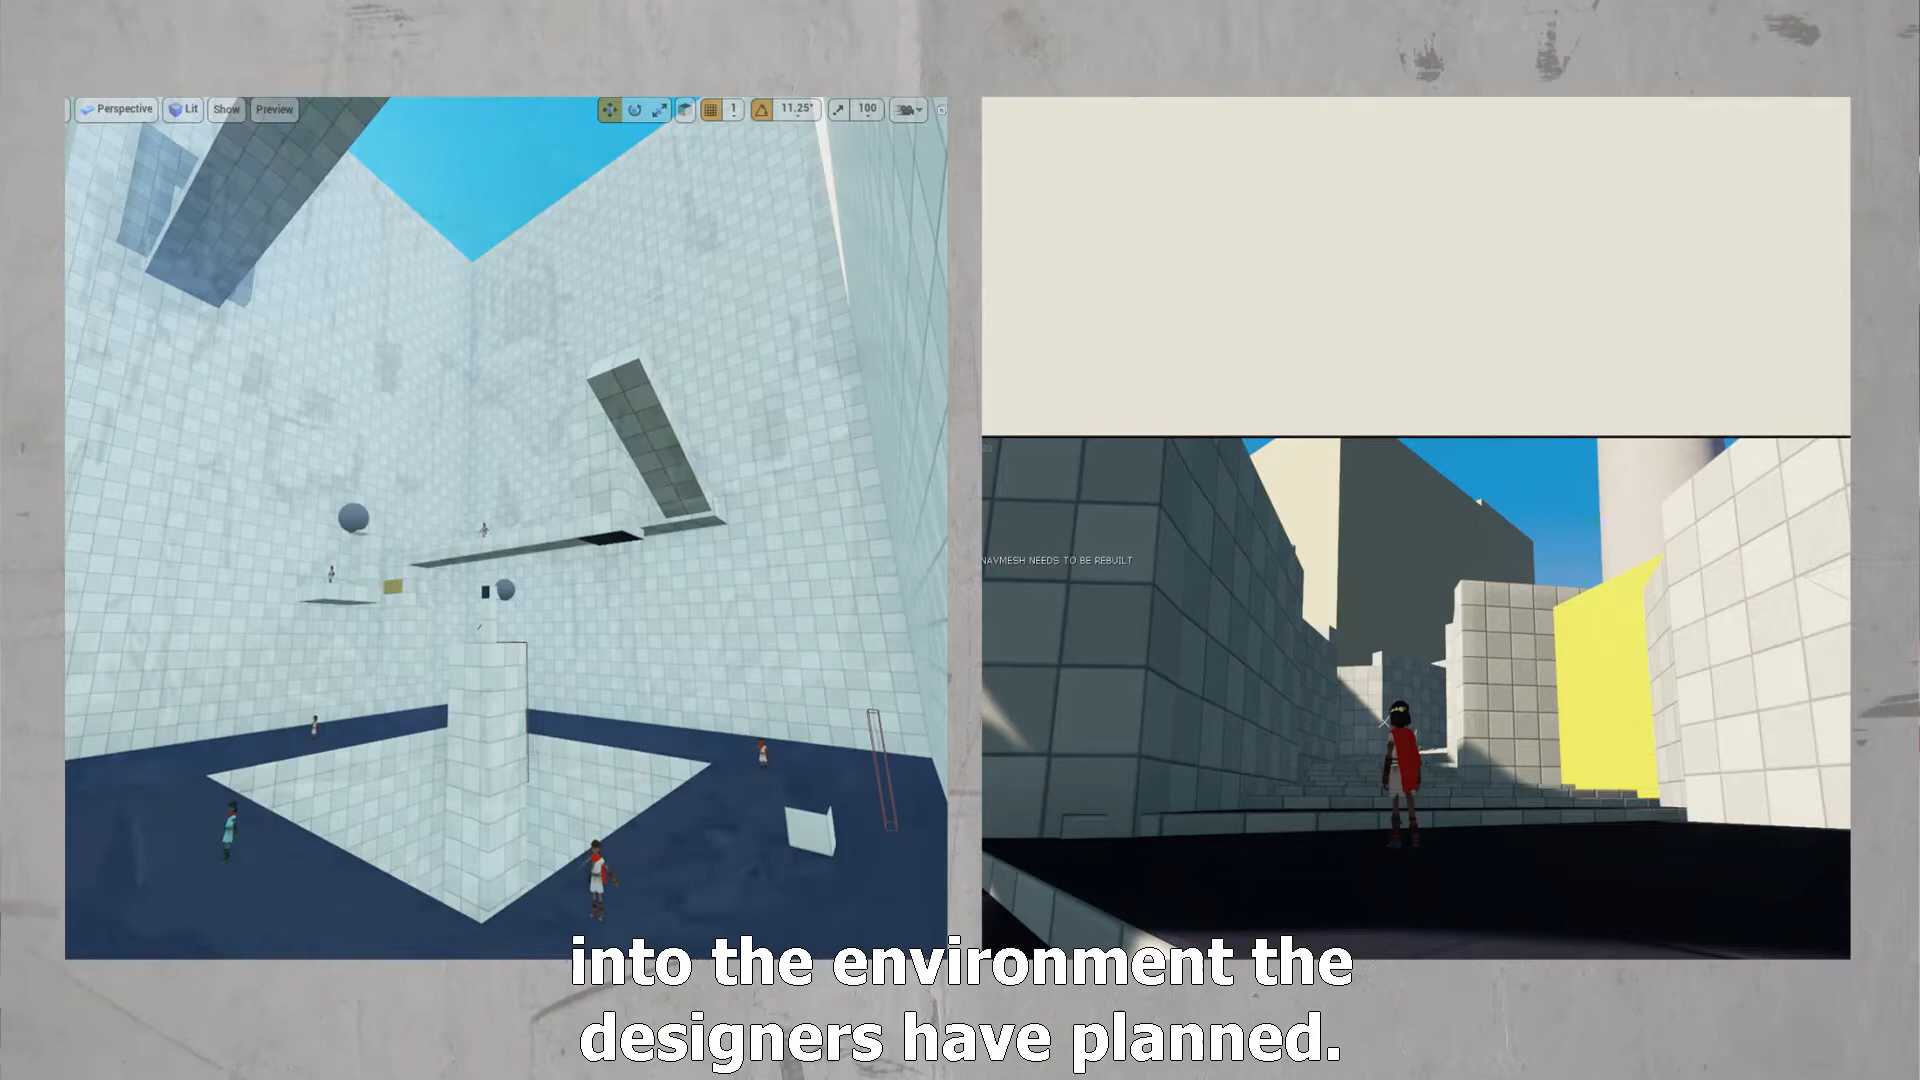 Perspective Lit Show Preview 1 11.25° 100
NAVMESH NEEDS TO BE REBUILT
into the environment the
designers have planned.